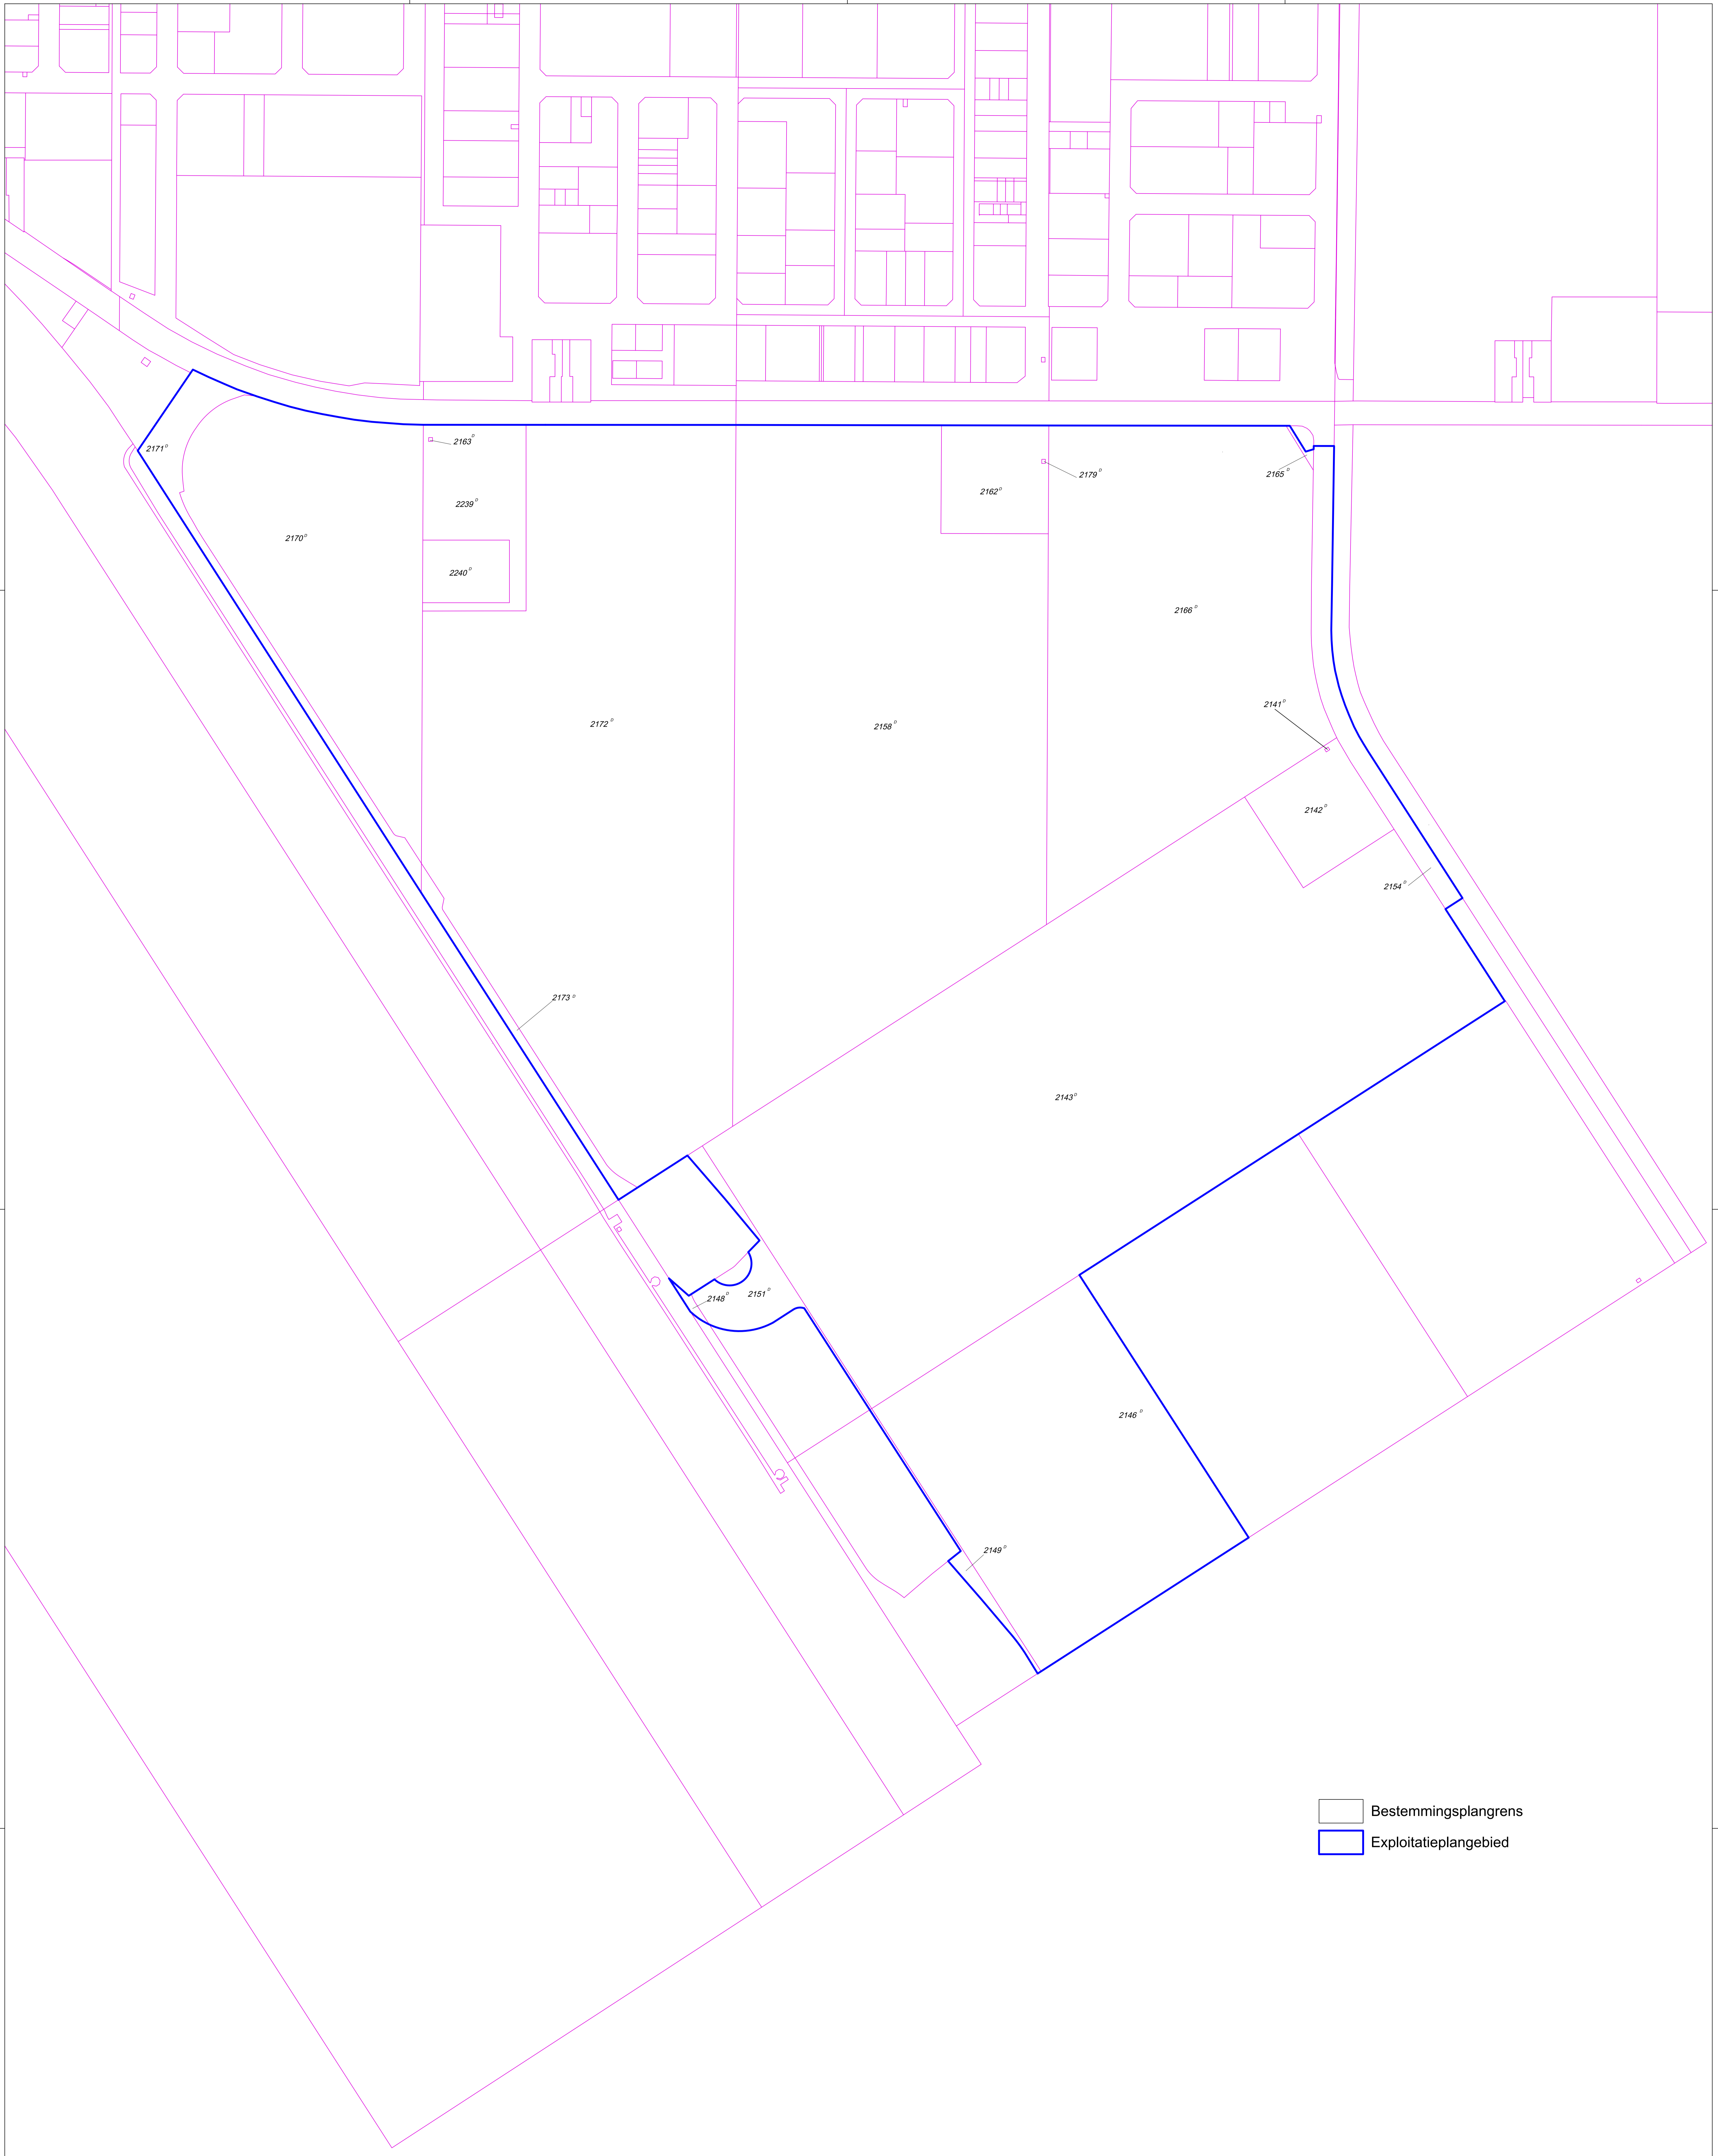 2163 D
2171 D
2179 D
2165 D
2162 D
2239 D
2170 D
2240 D
2166 D
2141 D
2172 D
2158 D
2142 D
2154 D
2173 D
2143 D
2151 D
2148 D
2146 D
2149 D
Bestemmingsplangrens
Exploitatieplangebied